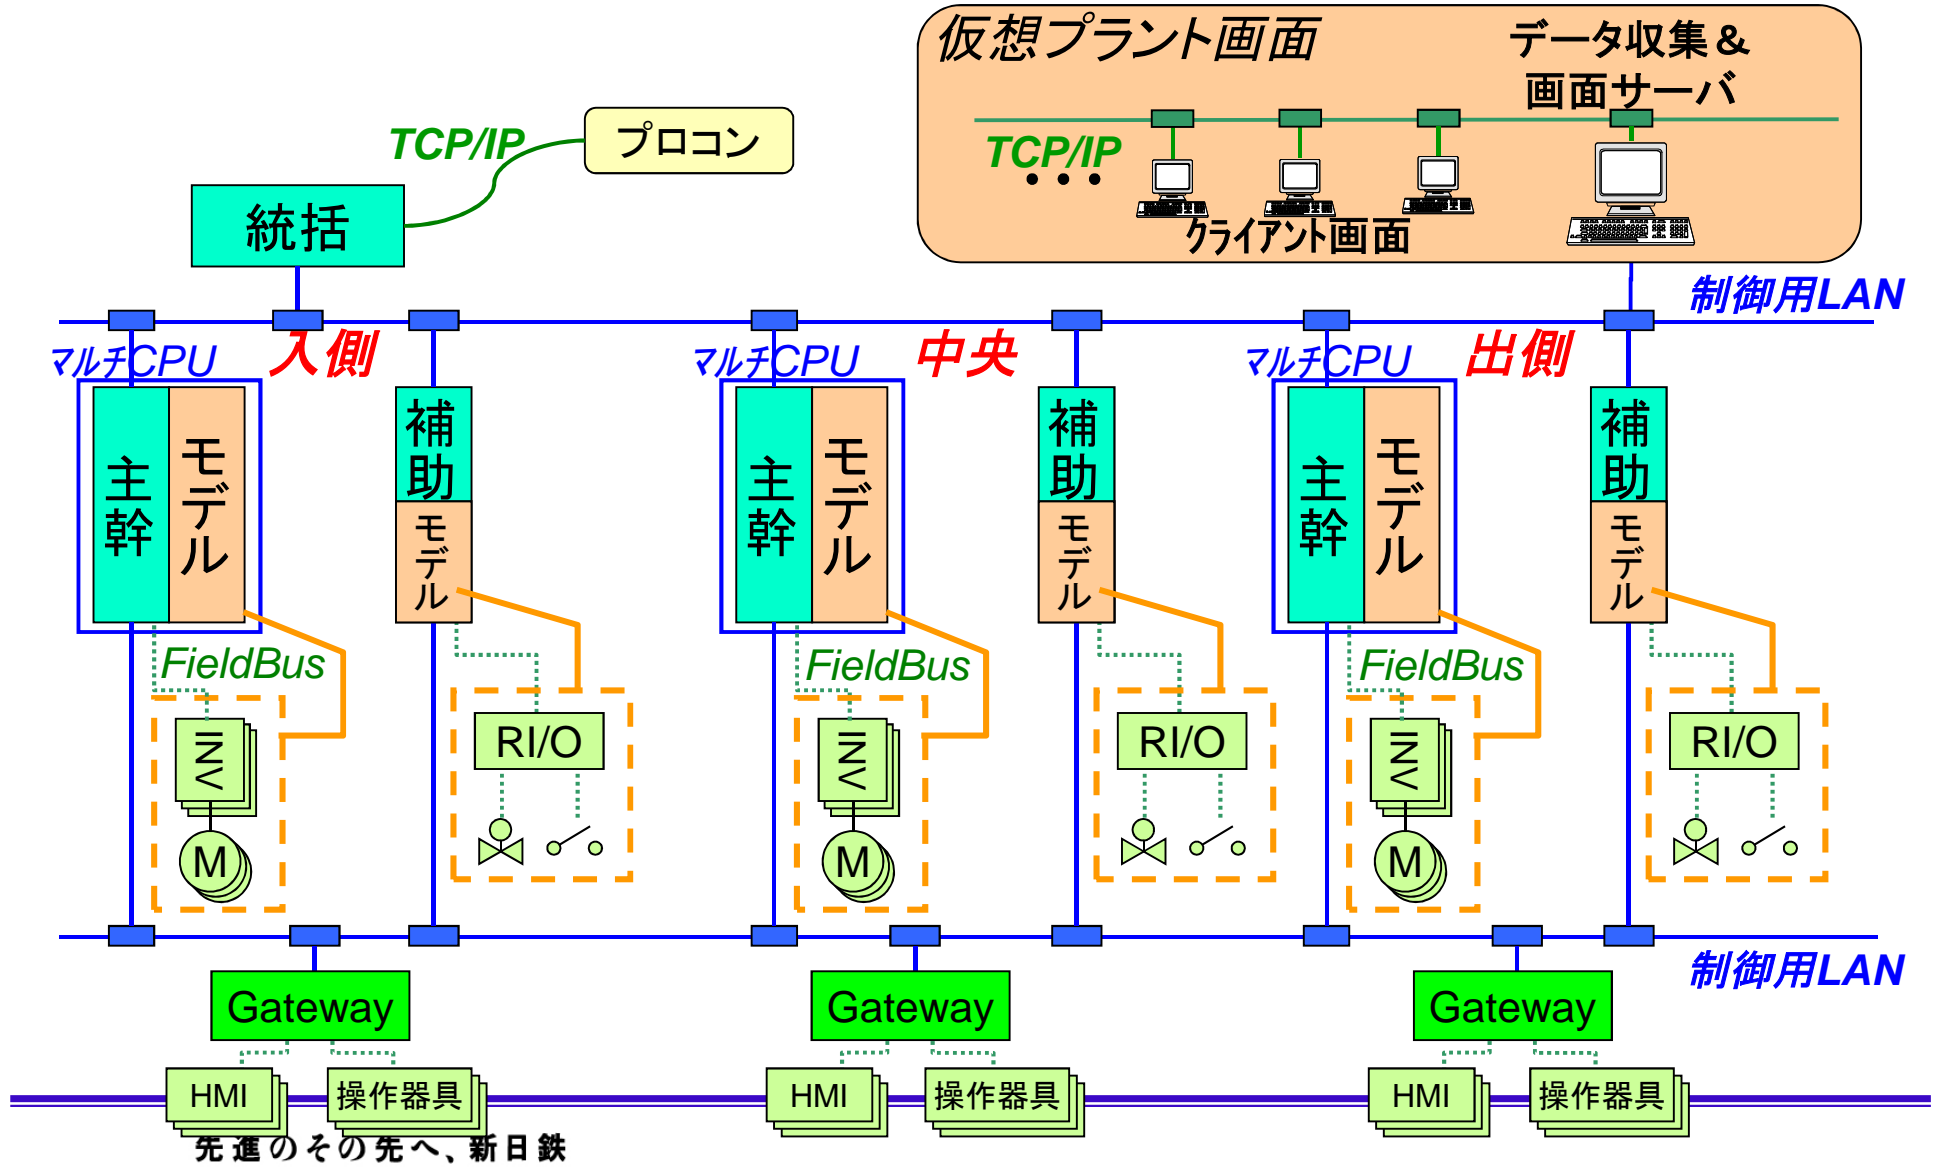 仮想プラント画面
データ収集&
画面サーバ
TCP/IP
プロコン
TCP/IP
・・・
統括
クライアント画面
制御用LAN
マルチCPU
入側
マルチCPU
中央
マルチCPU
出側
主幹
モデル
補助
モデル
主幹
モデル
補助
モデル
主幹
モデル
補助
モデル
FieldBus
FieldBus
FieldBus
INV
RI/O
INV
RI/O
INV
RI/O
M
M
M
制御用LAN
Gateway
Gateway
Gateway
HMI
操作器具
HMI
操作器具
HMI
操作器具
先進のその先へ、新日鉄